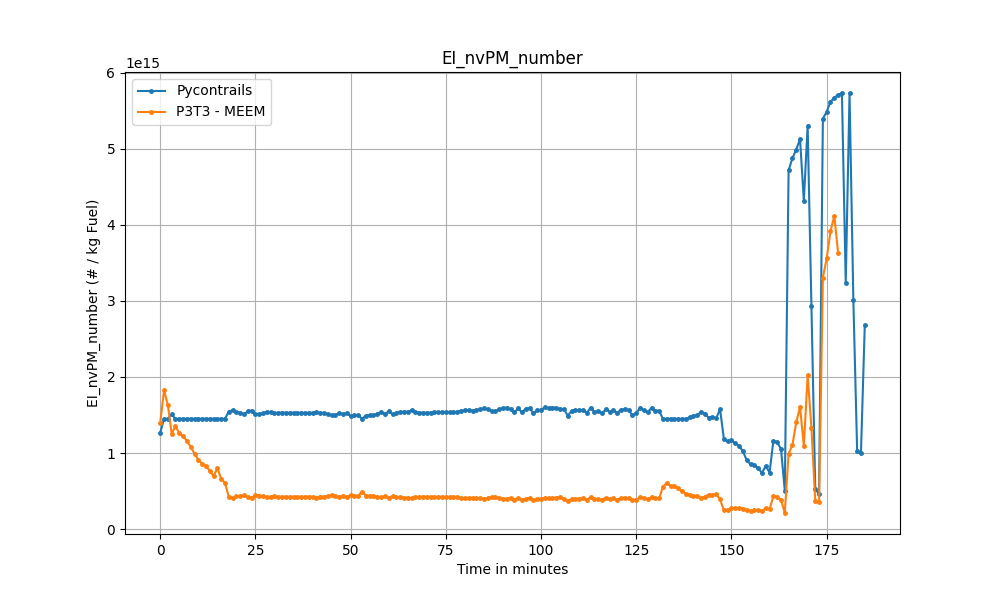 EI_nvPM_number
1e15
Pycontrails
P3T3 - MEEM
6
5
4
3
2
1
0
EI_nvPM_number (# / kg Fuel)
0 25 50 75 100 125 150 175
Time in minutes